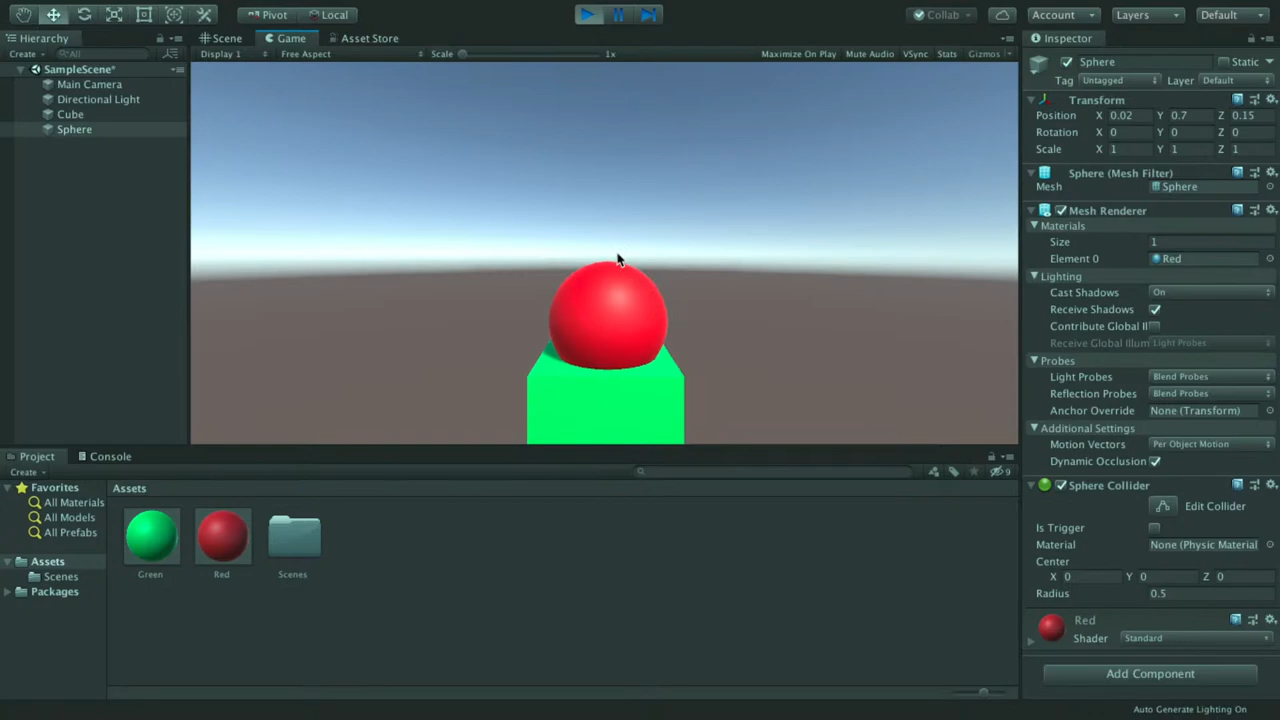 Pivot Local Collab Account Layers Default
Hierarchy Scene Game Asset Store Inspector
Create All Display 1 Free Aspect Scale 1x Maximize On Play Mute Audio VSync Stats Gizmos
Sphere Static
SampleScene*
Main Camera
Directional Light
Cube
Sphere
Tag Untagged Layer Default
Transform
Position X 0.02 Y 0.7 Z 0.15
Rotation X 0 Y 0 Z 0
Scale X 1 Y 1 Z 1
Sphere (Mesh Filter)
Mesh Sphere
Mesh Renderer
Materials
Size 1
Element 0 Red
Lighting
Cast Shadows On
Receive Shadows
Contribute Global Il
Receive Global Illum Light Probes
Probes
Light Probes Blend Probes
Reflection Probes Blend Probes
Anchor Override None (Transform)
Additional Settings
Motion Vectors Per Object Motion
Dynamic Occlusion
Sphere Collider
Edit Collider
Is Trigger
Material None (Physic Material
Center
X 0 Y 0 Z 0
Radius 0.5
Red
Shader Standard
Add Component
Auto Generate Lighting On
Project Console
Create 9
Favorites
All Materials
All Models
All Prefabs
Assets
Scenes
Packages
Assets
Green Red Scenes